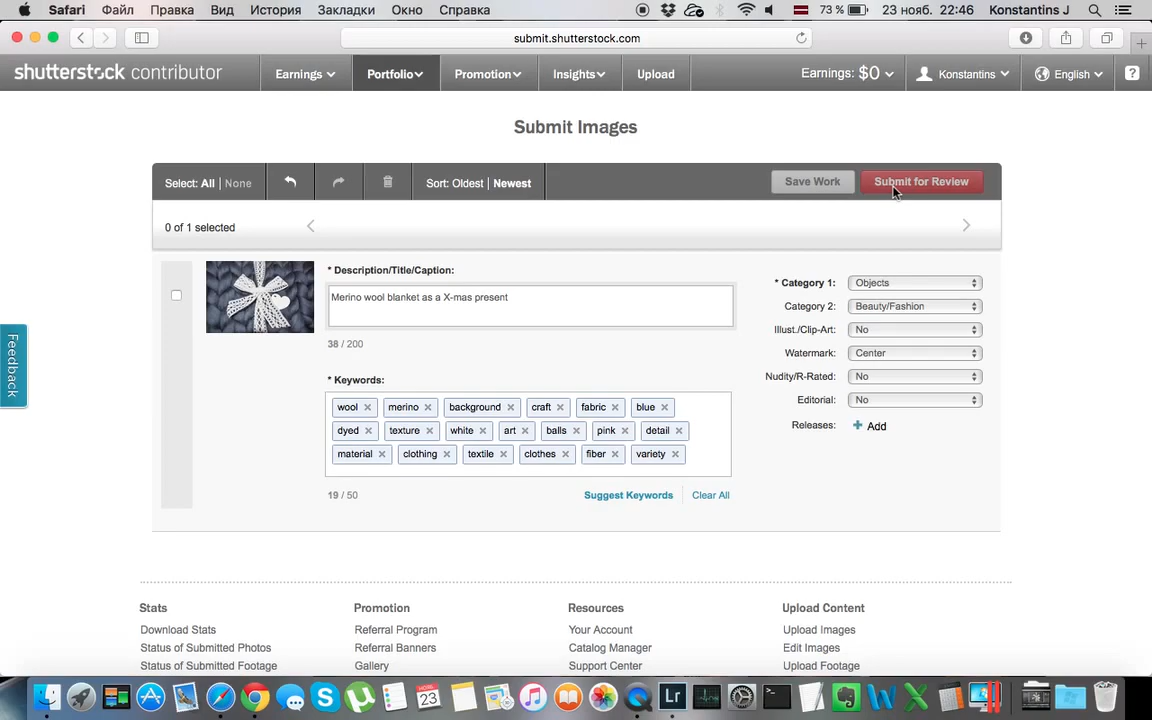 Safari Файл Правка Вид История Закладки Окно Справка 73 % 23 нояб. 22:46 Konstantins J
submit.shutterstock.com
shutterstock contributor Earnings Portfolio Promotion Insights Upload Earnings: $0 Konstantins English ?
Submit Images
Select: All | None Sort: Oldest | Newest Save Work Submit for Review
0 of 1 selected
* Description/Title/Caption:
Merino wool blanket as a X-mas present
38 / 200
* Keywords:
wool merino background craft fabric blue
dyed texture white art balls pink detail
material clothing textile clothes fiber variety
19 / 50 Suggest Keywords Clear All
* Category 1: Objects
Category 2: Beauty/Fashion
Illust./Clip-Art: No
Watermark: Center
Nudity/R-Rated: No
Editorial: No
Releases: + Add
Feedback
Stats Promotion Resources Upload Content
Download Stats Referral Program Your Account Upload Images
Status of Submitted Photos Referral Banners Catalog Manager Edit Images
Status of Submitted Footage Gallery Support Center Upload Footage
23
Lr